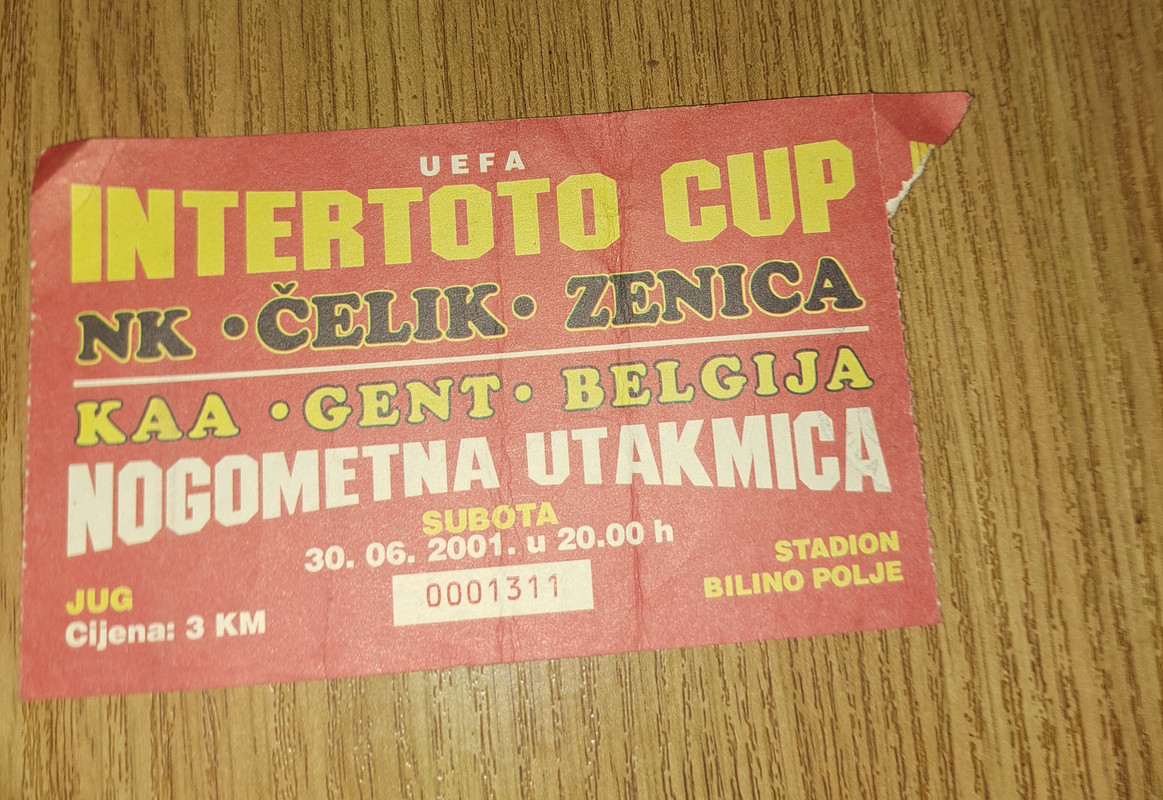 UEFA
INTERTOTO CUP
NK • ČELIK • ZENICA
KAA • GENT • BELGIJA
NOGOMETNA UTAKMICA
SUBOTA
30. 06. 2001. u 20.00 h
0001311
JUG
Cijena: 3 KM
STADION
BILINO POLJE